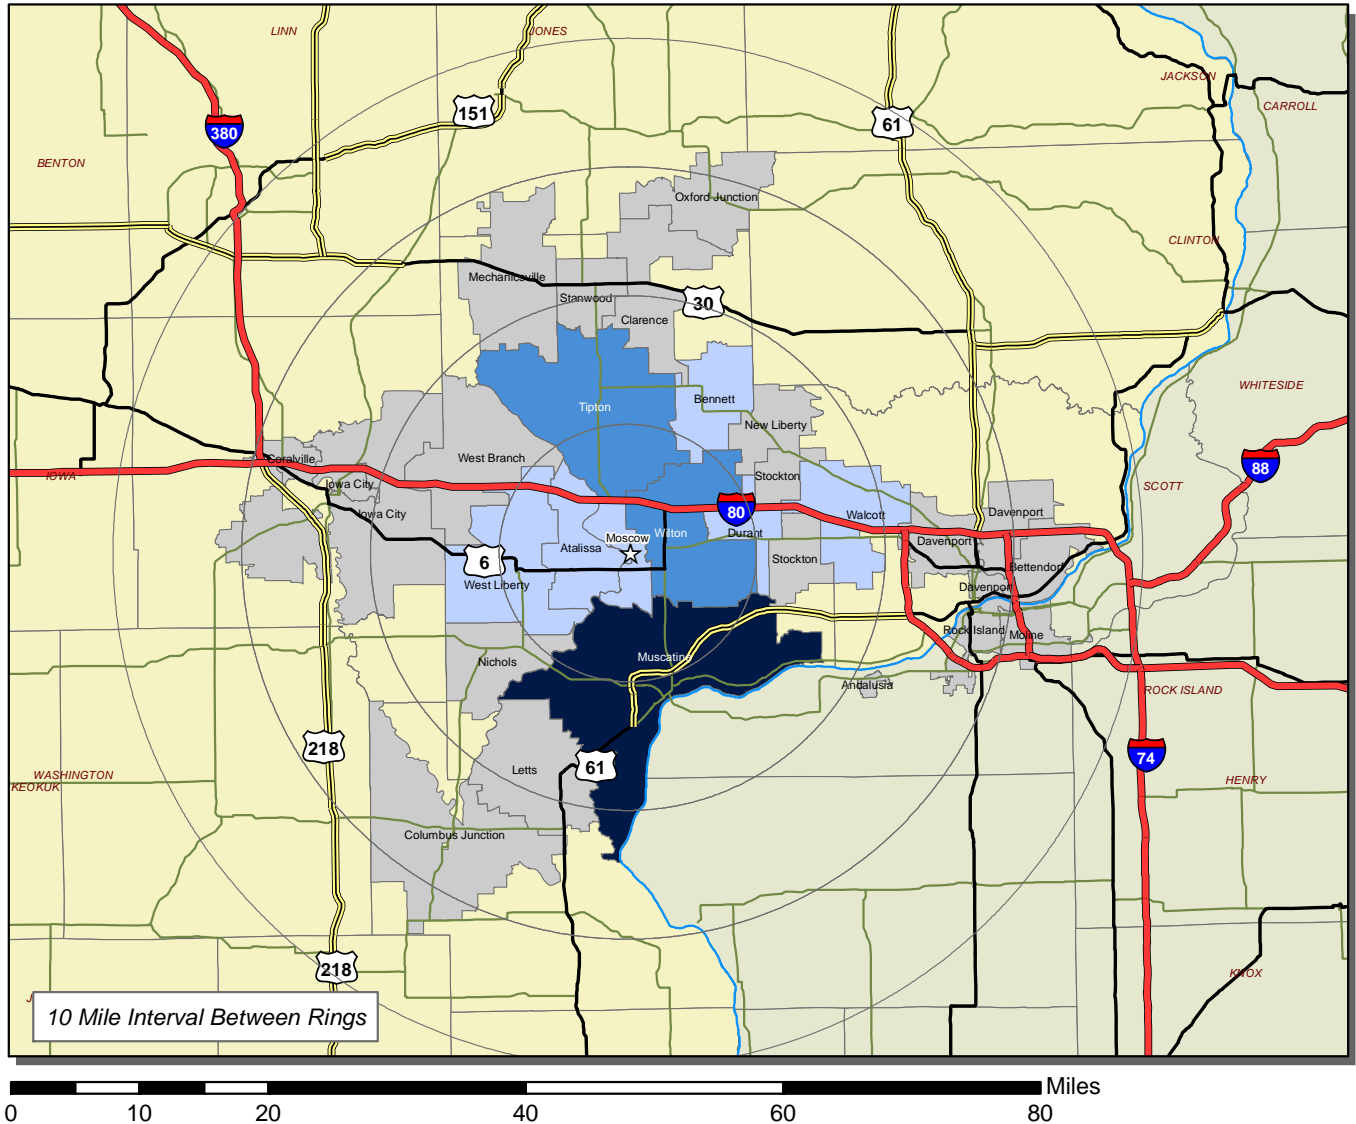 LINN
JONES
JACKSON
CARROLL
151
61
380
BENTON
Oxford Junction
CLINTON
Mechanicsville
Stanwood
30
Clarence
WHITESIDE
Bennett
Tipton
New Liberty
West Branch
Coralville
88
IOWA
Stockton
Iowa City
SCOTT
80
Iowa City
Walcott
Davenport
Wilton
Durant
Moscow
Davenport
Atalissa
6
Stockton
Bettendorf
West Liberty
Davenport
Rock Island
Moline
Muscatine
Nichols
Andalusia
ROCK ISLAND
218
74
61
Letts
WASHINGTON
HENRY
KEOKUK
Columbus Junction
218
KNOX
J
10 Mile Interval Between Rings
Miles
0 10 20 40 60 80